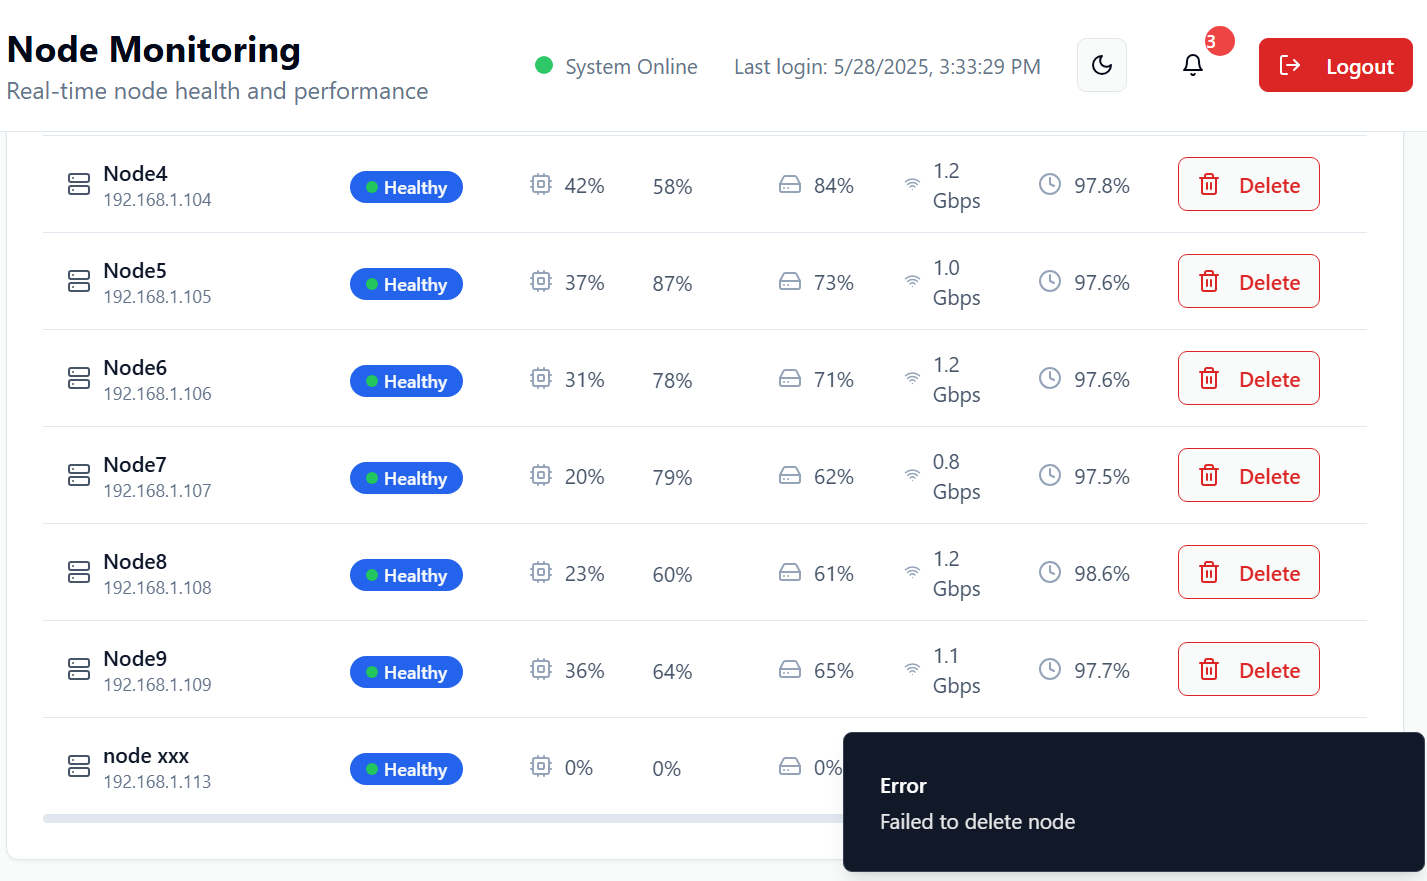 Node Monitoring
Real-time node health and performance
System Online
Last login: 5/28/2025, 3:33:29 PM
3
Logout
Node4
192.168.1.104
Healthy
42%
58%
84%
1.2
Gbps
97.8%
Delete
Node5
192.168.1.105
Healthy
37%
87%
73%
1.0
Gbps
97.6%
Delete
Node6
192.168.1.106
Healthy
31%
78%
71%
1.2
Gbps
97.6%
Delete
Node7
192.168.1.107
Healthy
20%
79%
62%
0.8
Gbps
97.5%
Delete
Node8
192.168.1.108
Healthy
23%
60%
61%
1.2
Gbps
98.6%
Delete
Node9
192.168.1.109
Healthy
36%
64%
65%
1.1
Gbps
97.7%
Delete
node xxx
192.168.1.113
Healthy
0%
0%
0%
Error
Failed to delete node